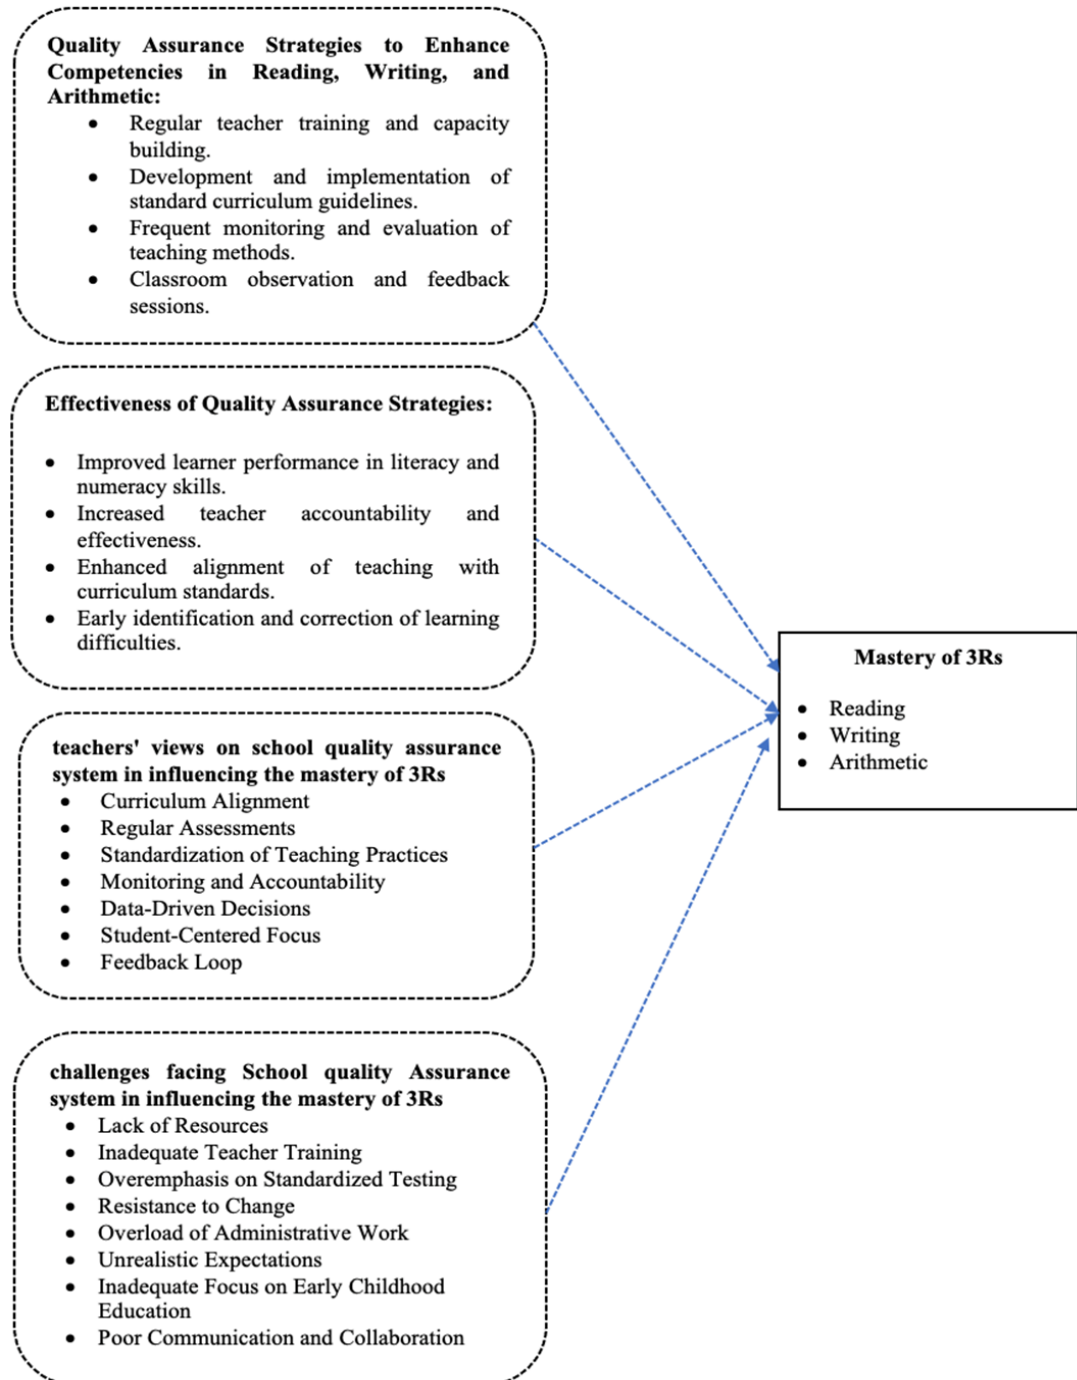 Quality Assurance Strategies to Enhance
Competencies in Reading, Writing, and
Arithmetic:
• Regular teacher training and capacity
building.
• Development and implementation of
standard curriculum guidelines.
• Frequent monitoring and evaluation of
teaching methods.
• Classroom observation and feedback
sessions.
Effectiveness of Quality Assurance Strategies:
• Improved learner performance in literacy and
numeracy skills.
• Increased teacher accountability and
effectiveness.
• Enhanced alignment of teaching with
curriculum standards.
• Early identification and correction of learning
difficulties.
teachers' views on school quality assurance
system in influencing the mastery of 3Rs
• Curriculum Alignment
• Regular Assessments
• Standardization of Teaching Practices
• Monitoring and Accountability
• Data-Driven Decisions
• Student-Centered Focus
• Feedback Loop
challenges facing School quality Assurance
system in influencing the mastery of 3Rs
• Lack of Resources
• Inadequate Teacher Training
• Overemphasis on Standardized Testing
• Resistance to Change
• Overload of Administrative Work
• Unrealistic Expectations
• Inadequate Focus on Early Childhood
Education
• Poor Communication and Collaboration
Mastery of 3Rs
• Reading
• Writing
• Arithmetic